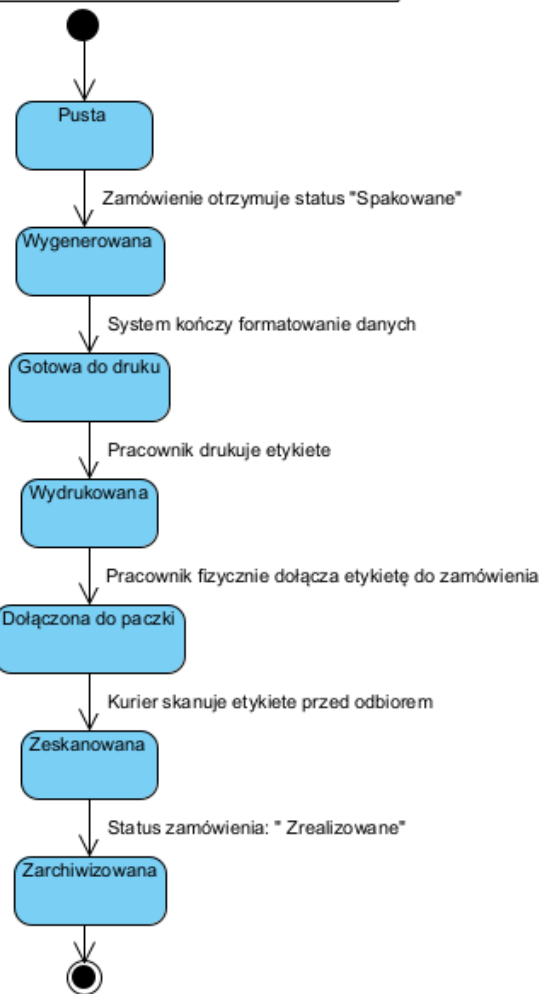 Pusta
Zamówienie otrzymuje status "Spakowane"
Wygenerowana
System kończy formatowanie danych
Gotowa do druku
Pracownik drukuje etykiete
Wydrukowana
Pracownik fizycznie dołącza etykietę do zamówienia
Dołączona do paczki
Kurier skanuje etykiete przed odbiorem
Zeskanowana
Status zamówienia: " Zrealizowane"
Zarchiwizowana